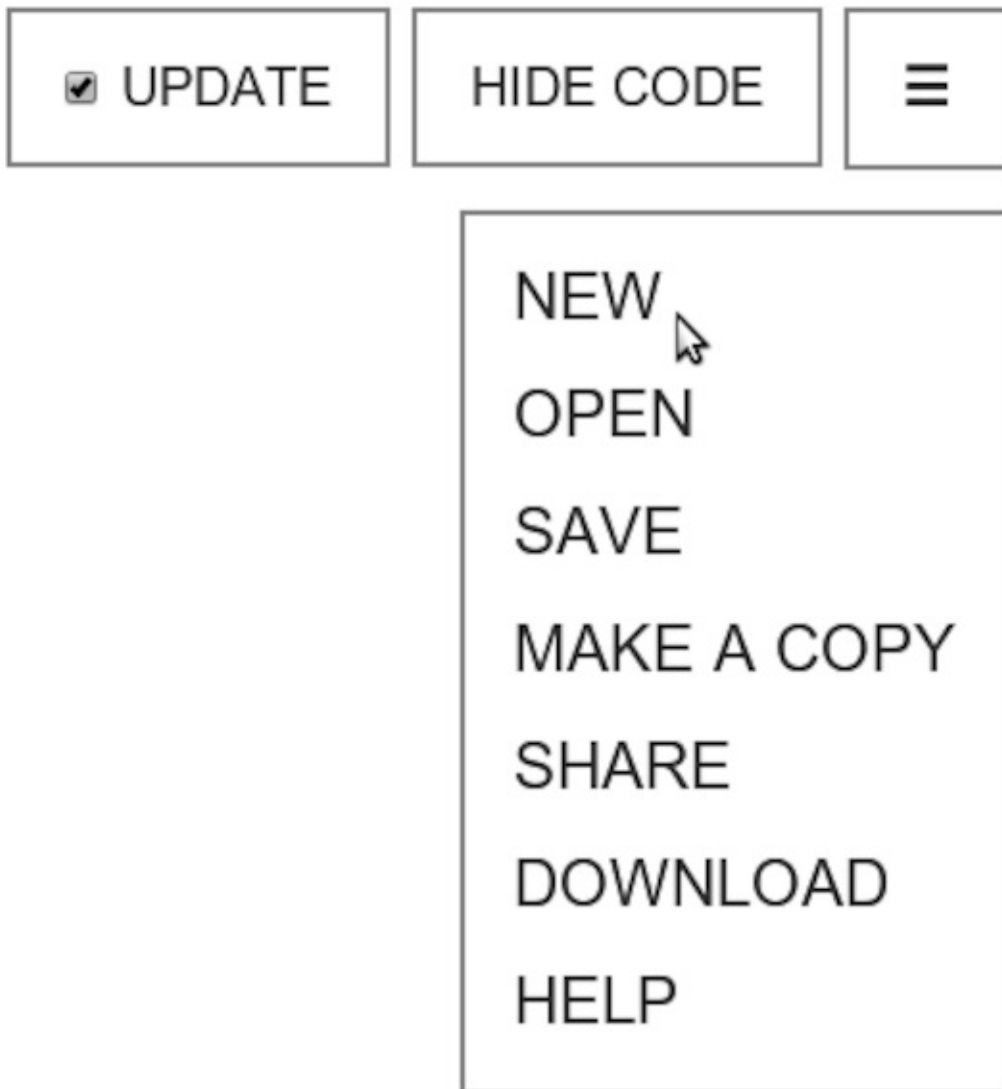 UPDATE HIDE CODE ☰
NEW
OPEN
SAVE
MAKE A COPY
SHARE
DOWNLOAD
HELP